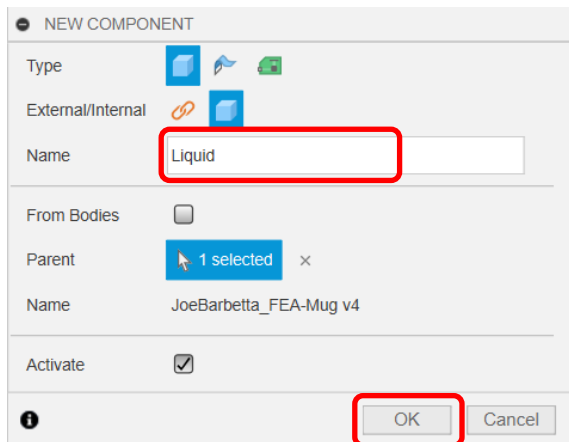 NEW COMPONENT
Type
External/Internal
Name Liquid
From Bodies
Parent 1 selected ×
Name JoeBarbetta_FEA-Mug v4
Activate
OK Cancel